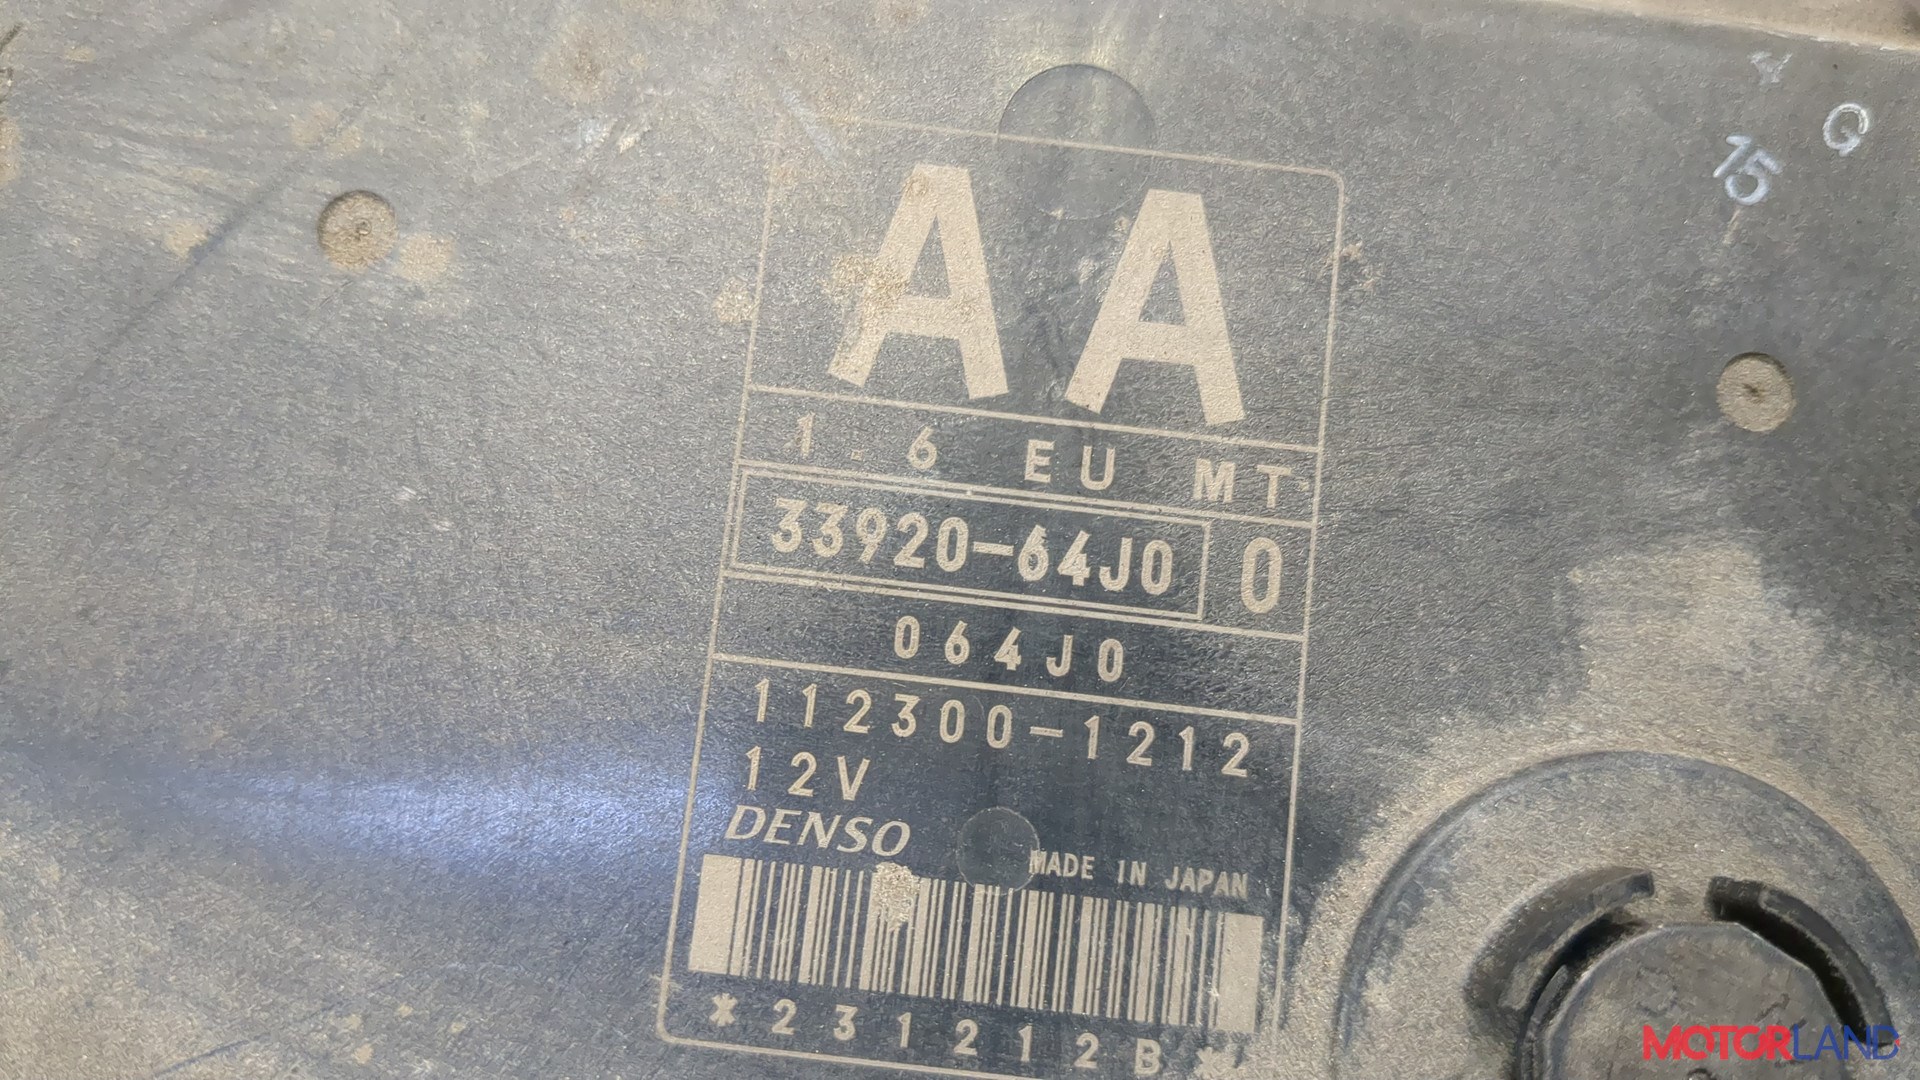 AA
1.6 EU MT
33920-64J0 0
064J0
112300-1212
12V
DENSO
MADE IN JAPAN
*231212B*
15
Q
MOTORLAND